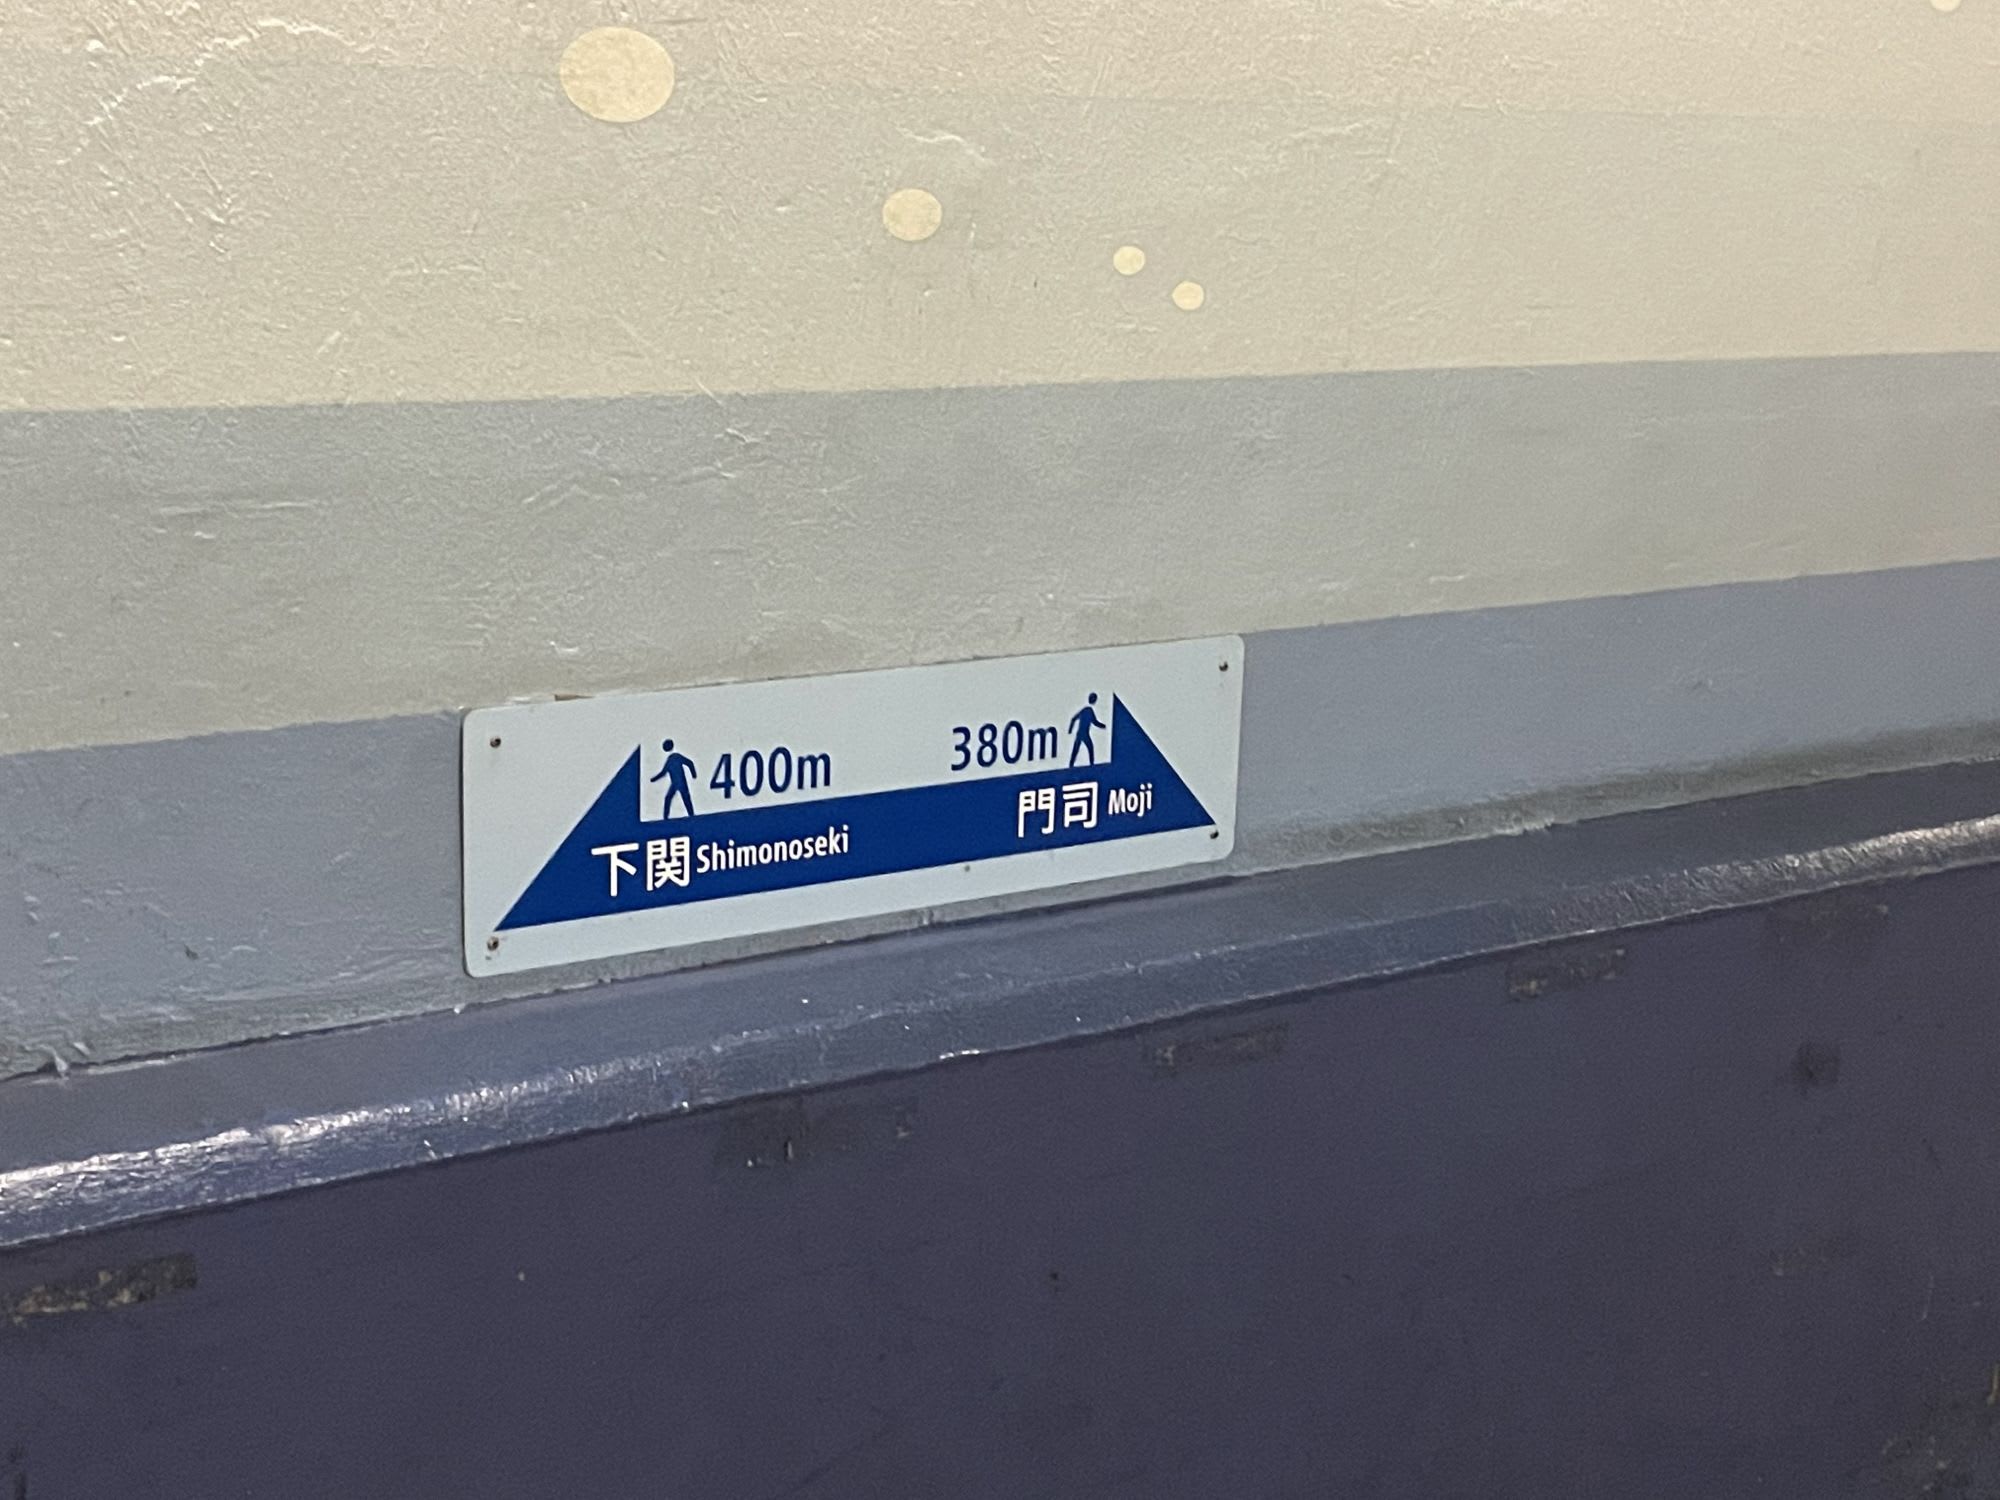 400m
下関 Shimonoseki
380m
門司 Moji